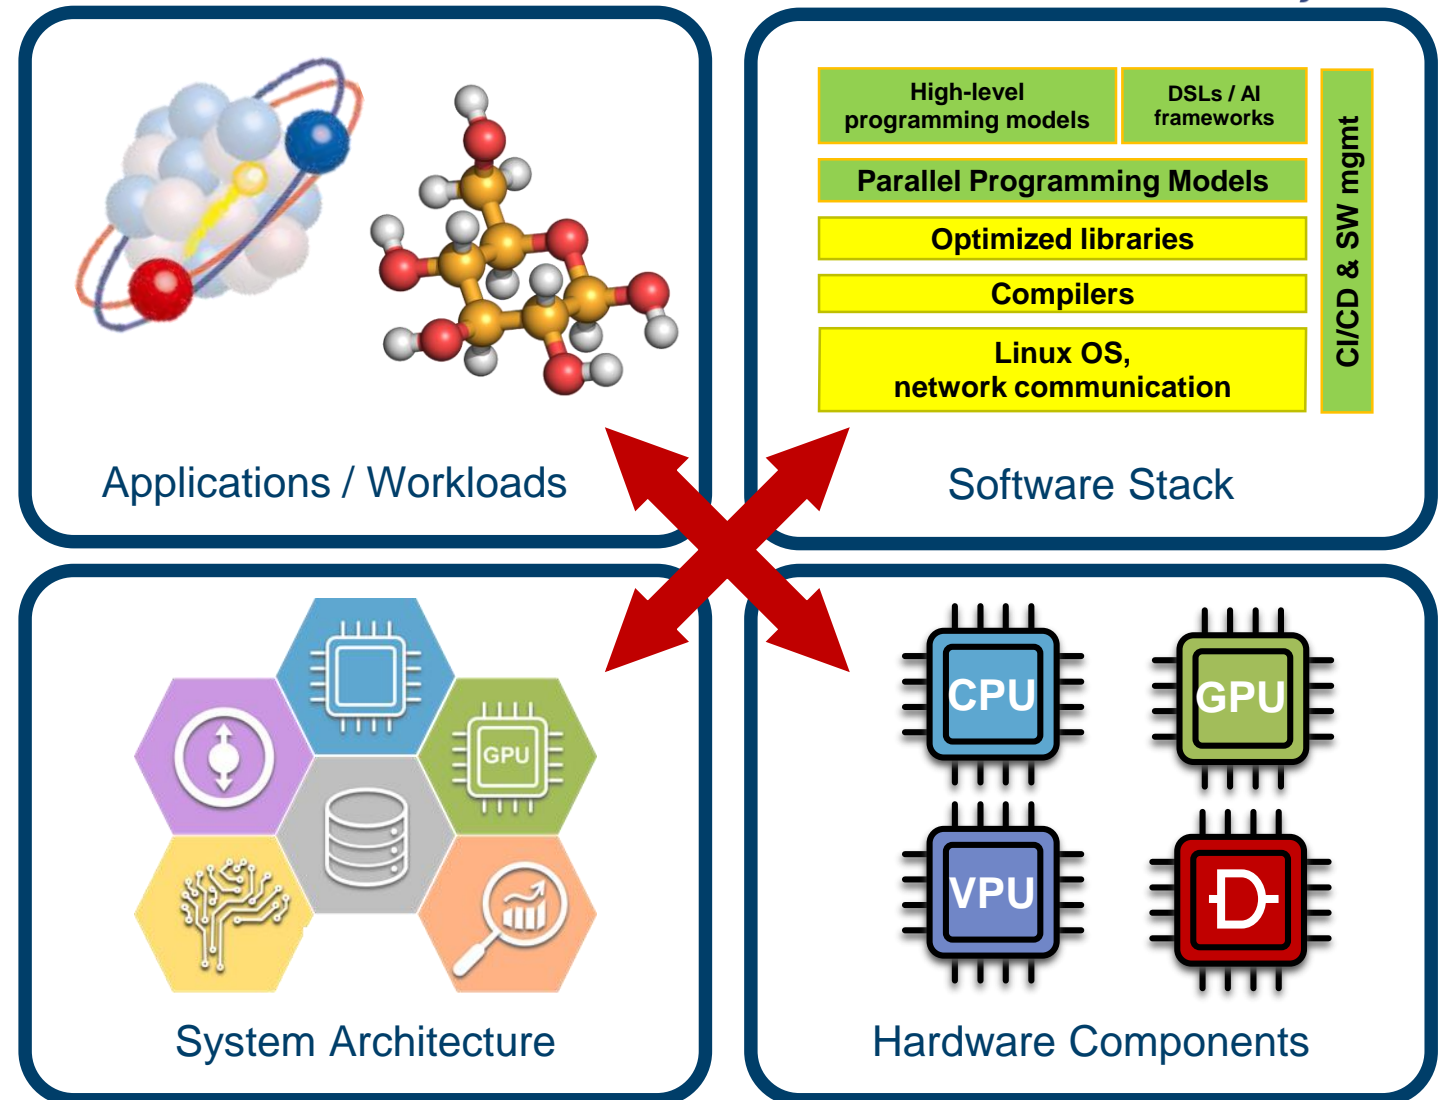 High-level
programming models
DSLs / AI
frameworks
Parallel Programming Models
Optimized libraries
Compilers
Linux OS,
network communication
CI/CD & SW mgmt
Applications / Workloads
Software Stack
GPU
System Architecture
CPU
GPU
VPU
Hardware Components